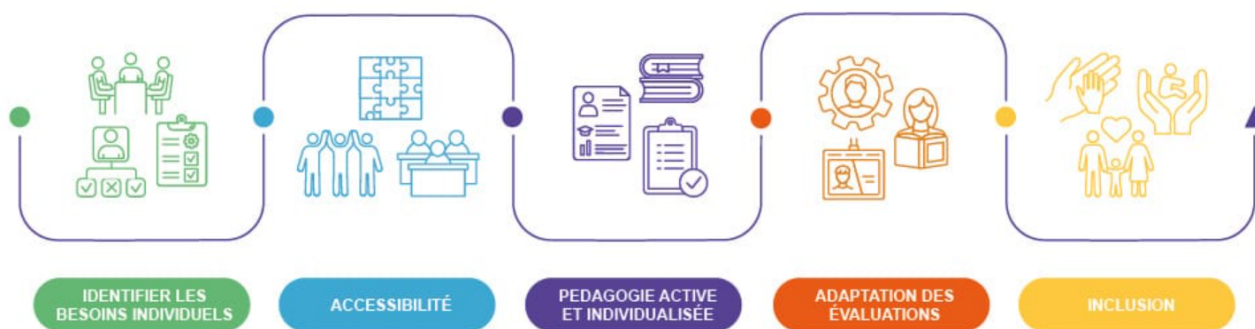 IDENTIFIER LES
BESOINS INDIVIDUELS
ACCESSIBILITÉ
PEDAGOGIE ACTIVE
ET INDIVIDUALISÉE
ADAPTATION DES
ÉVALUATIONS
INCLUSION